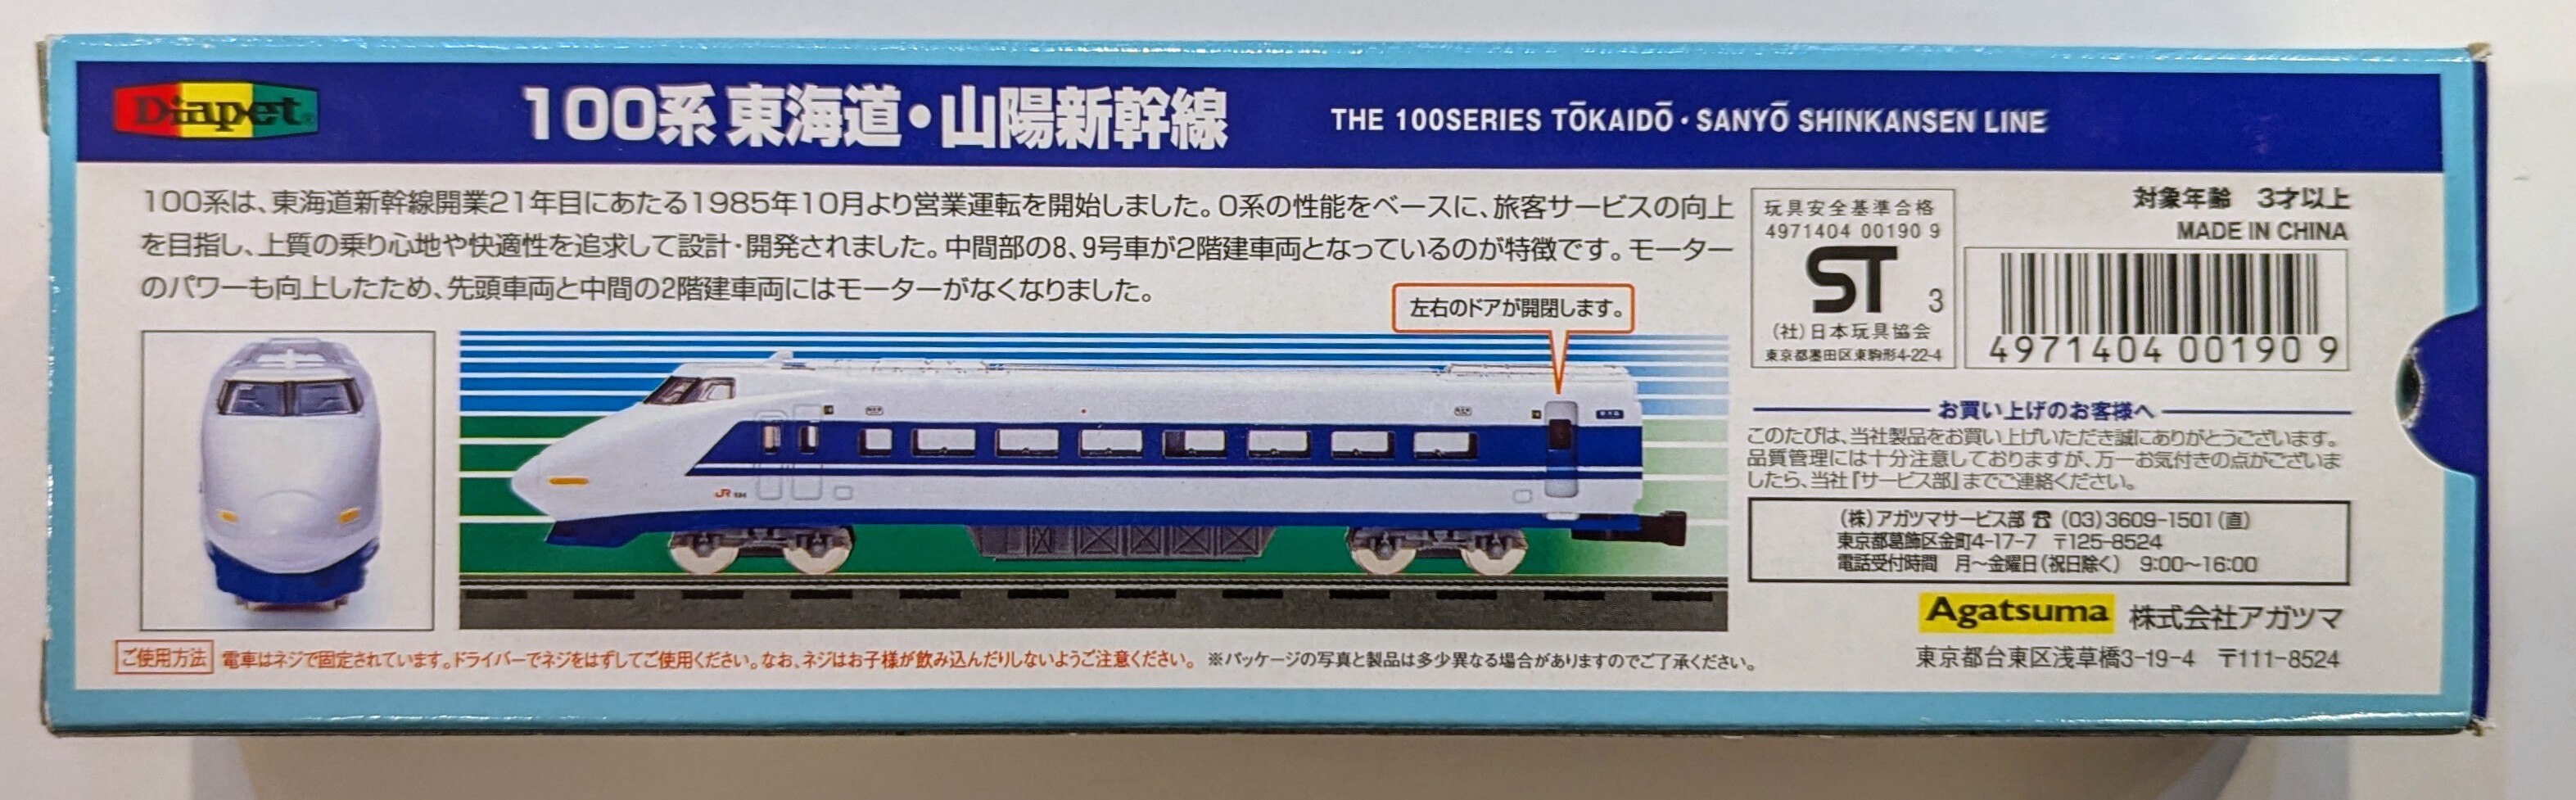 Diapet
100系 東海道・山陽新幹線
THE 100SERIES TŌKAIDŌ・SANYŌ SHINKANSEN LINE
100系は、東海道新幹線開業21年目にあたる1985年10月より営業運転を開始しました。0系の性能をベースに、旅客サービスの向上
を目指し、上質の乗り心地や快適性を追求して設計・開発されました。中間部の8、9号車が2階建車両となっているのが特徴です。モーター
のパワーも向上したため、先頭車両と中間の2階建車両にはモーターがなくなりました。
左右のドアが開閉します。
JR
ご使用方法 電車はネジで固定されています。ドライバーでネジをはずしてご使用ください。なお、ネジはお子様が飲み込んだりしないようご注意ください。 ※パッケージの写真と製品は多少異なる場合がありますのでご了承ください。
玩具安全基準合格
4971404 00190 9
ST 3
(社)日本玩具協会
東京都墨田区東駒形4-22-4
対象年齢 3才以上
MADE IN CHINA
4971404 00190 9
お買い上げのお客様へ
このたびは、当社製品をお買い上げいただき誠にありがとうございます。
品質管理には十分注意しておりますが、万一お気付きの点がございま
したら、当社『サービス部』までご連絡ください。
(株)アガツマサービス部 ☎ (03)3609-1501(直)
東京都葛飾区金町4-17-7 〒125-8524
電話受付時間 月〜金曜日(祝日除く) 9:00〜16:00
Agatsuma 株式会社アガツマ
東京都台東区浅草橋3-19-4 〒111-8524